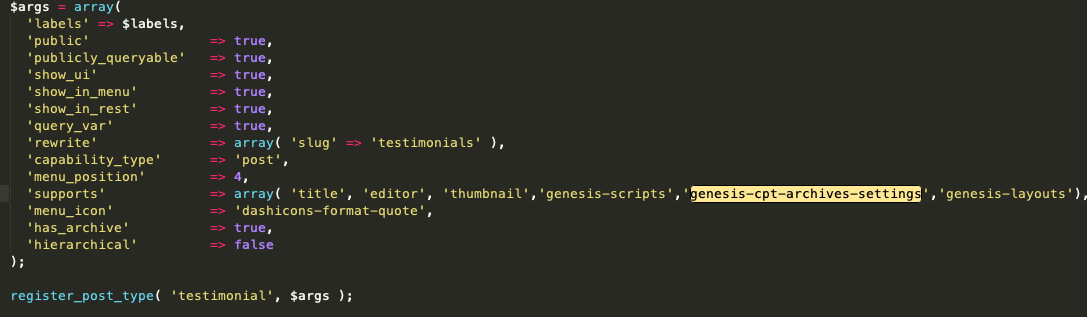 $args = array(
'labels' => $labels,
'public' => true,
'publicly_queryable' => true,
'show_ui' => true,
'show_in_menu' => true,
'show_in_rest' => true,
'query_var' => true,
'rewrite' => array( 'slug' => 'testimonials' ),
'capability_type' => 'post',
'menu_position' => 4,
'supports' => array( 'title', 'editor', 'thumbnail','genesis-scripts','genesis-cpt-archives-settings','genesis-layouts'),
'menu_icon' => 'dashicons-format-quote',
'has_archive' => true,
'hierarchical' => false
);
register_post_type( 'testimonial', $args );